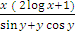 x ( 2log x+1)
sin y+y cos y